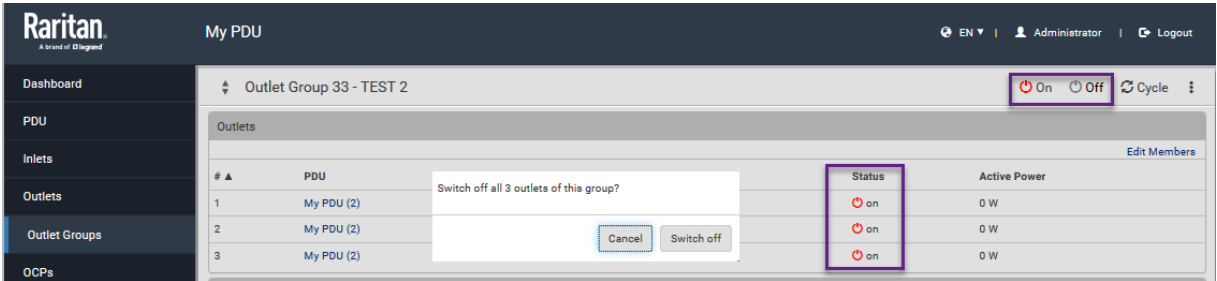 Raritan.
A brand of legrand
My PDU
EN ▼ | Administrator | Logout
Dashboard
PDU
Inlets
Outlets
Outlet Groups
OCPs
Outlet Group 33 - TEST 2
On Off Cycle
Outlets
Edit Members
# ▲ PDU Status Active Power
1 My PDU (2) on 0 W
2 My PDU (2) on 0 W
3 My PDU (2) on 0 W
Switch off all 3 outlets of this group?
Cancel Switch off